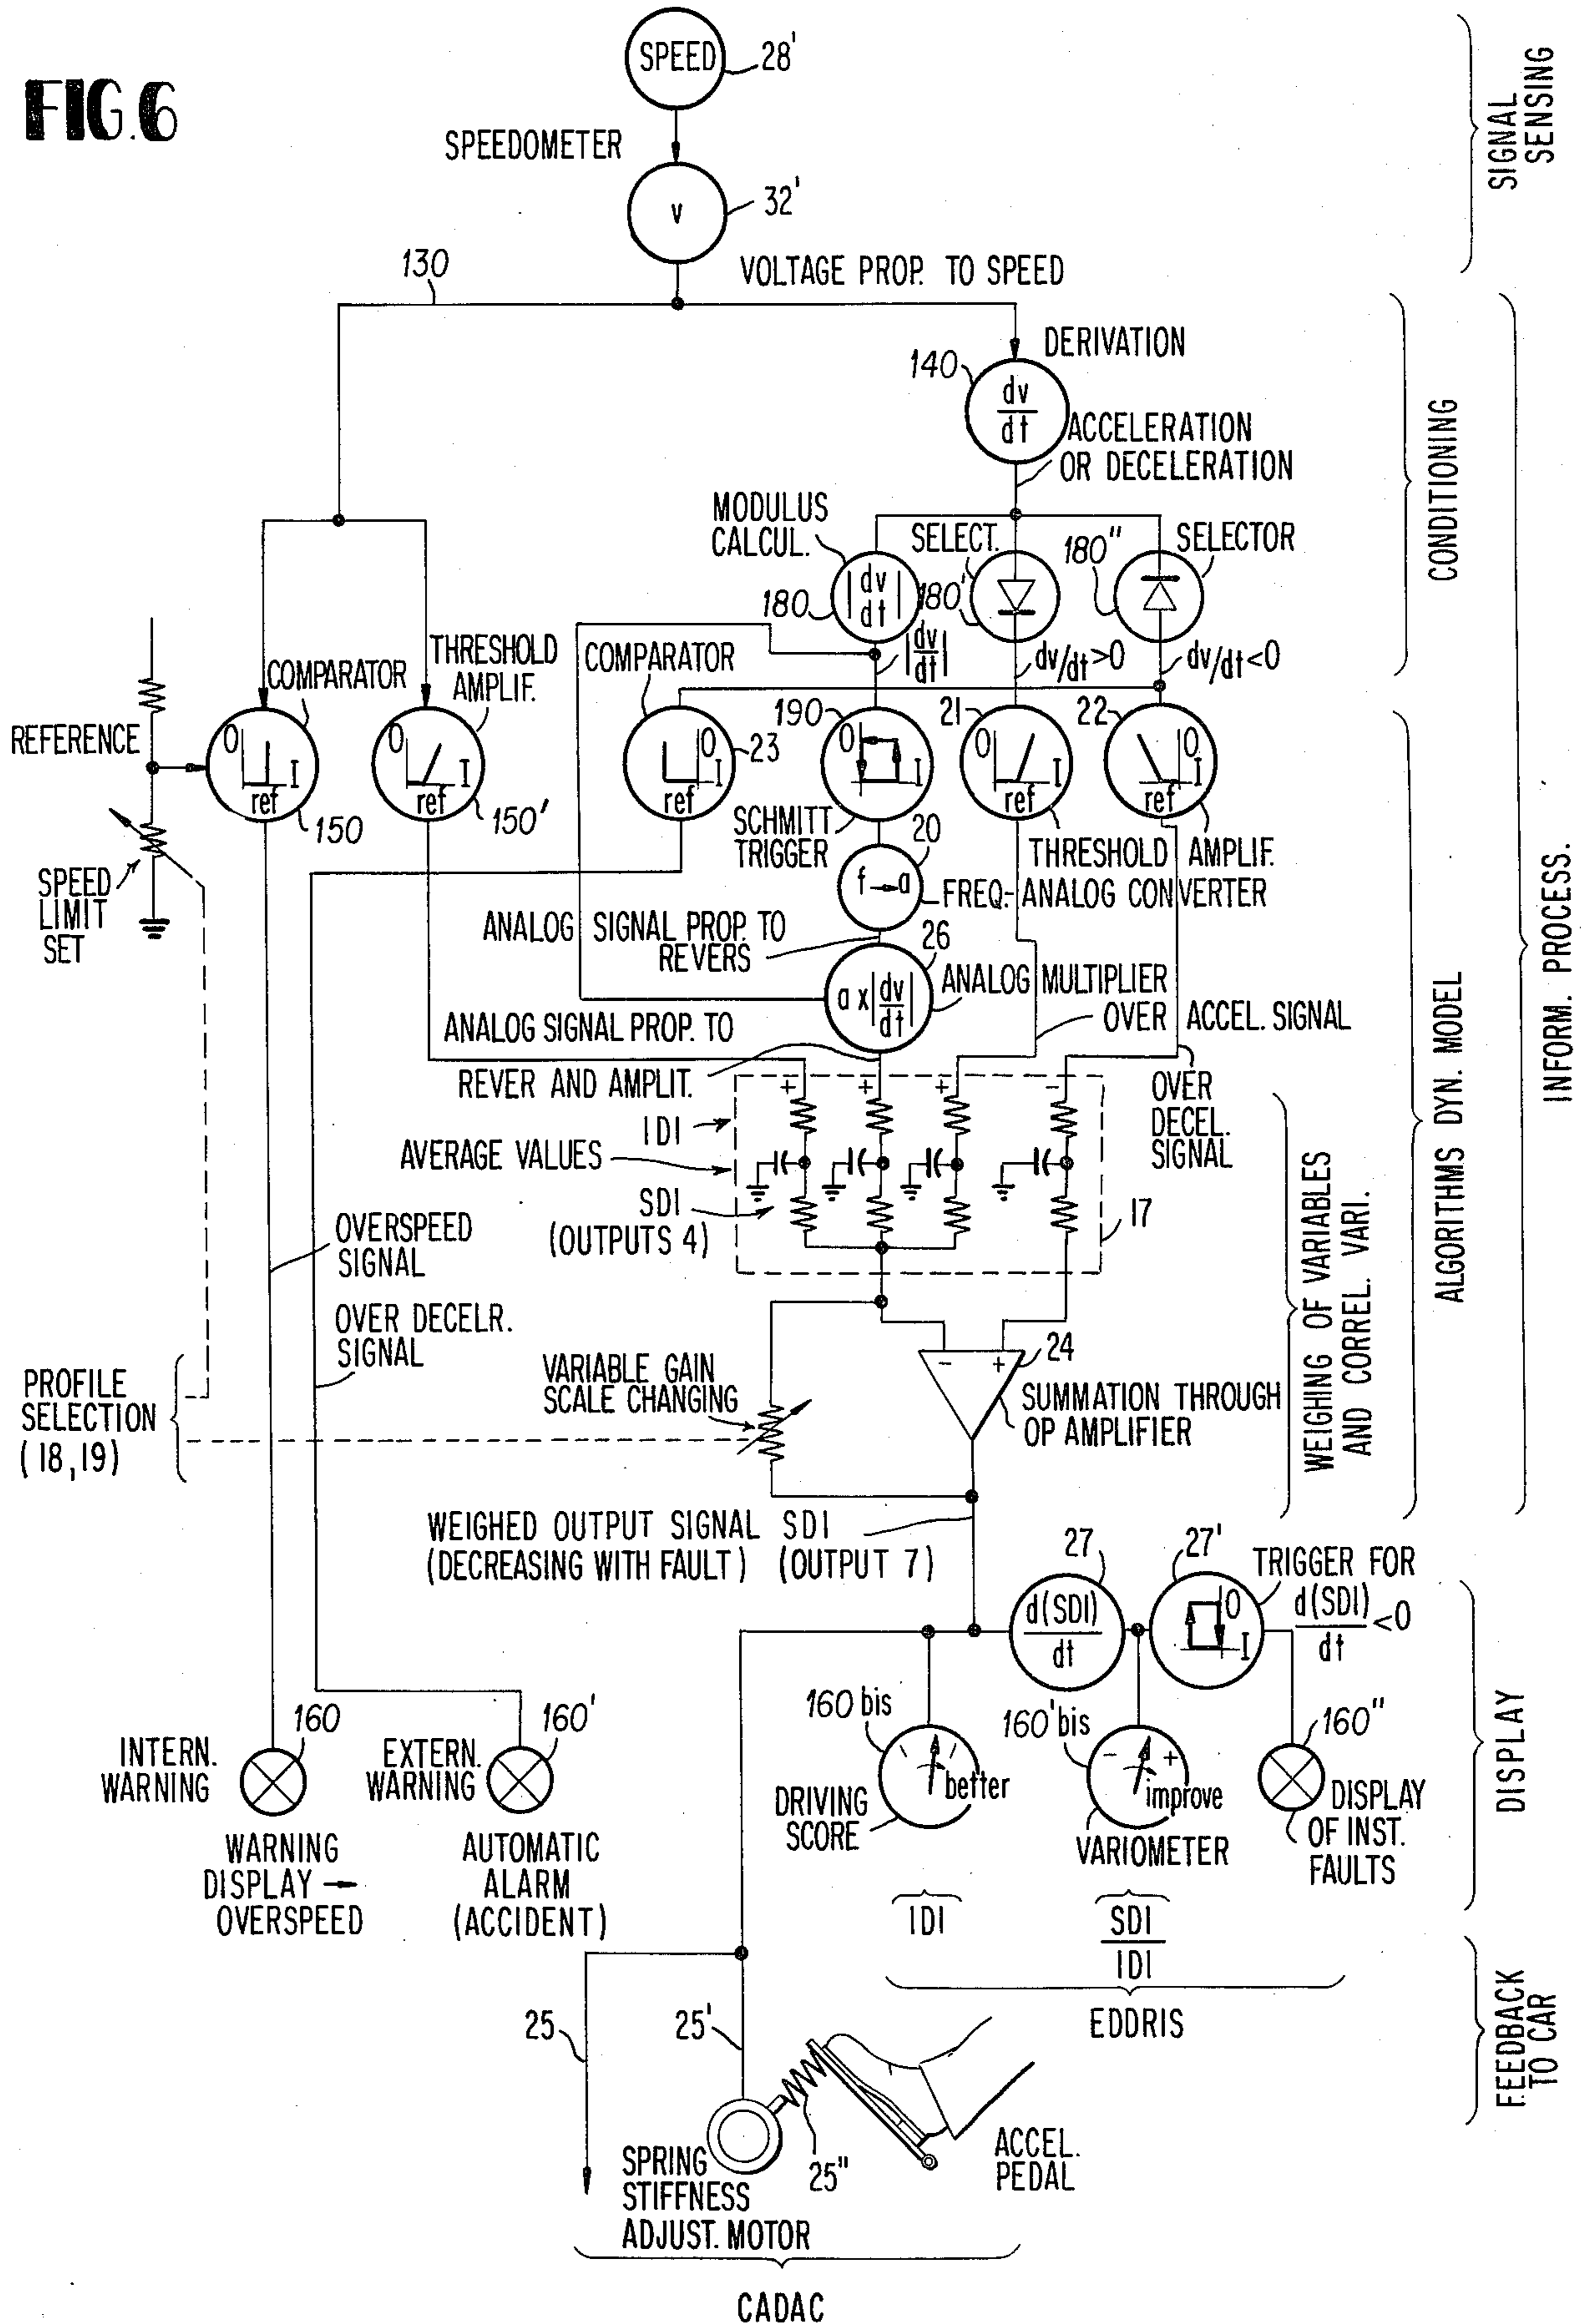 FIG.6
SPEED
28'
SPEEDOMETER
v
32'
SIGNAL
SENSING
130
VOLTAGE PROP. TO SPEED
DERIVATION
140
dv
dt
ACCELERATION
OR DECELERATION
CONDITIONING
MODULUS
CALCUL.
SELECT.
180"
SELECTOR
|dv
dt|
180
180'
|dv
dt|
dv/dt>0
dv/dt<0
COMPARATOR
THRESHOLD
AMPLIF.
COMPARATOR
190
21
22
REFERENCE
O
I
ref
150
O
I
ref
150'
O
I
ref
23
O
I
O
I
ref
O
I
ref
SCHMITT
TRIGGER
20
THRESHOLD AMPLIF.
SPEED
LIMIT
SET
f→a
FREQ.- ANALOG CONVERTER
ANALOG SIGNAL PROP. TO
REVERS
26
a x|dv
dt|
ANALOG MULTIPLIER
OVER ACCEL. SIGNAL
ANALOG SIGNAL PROP. TO
REVER AND AMPLIT.
+
+
+
-
OVER
DECEL.
SIGNAL
IDI
AVERAGE VALUES
SDI
(OUTPUTS 4)
17
OVERSPEED
SIGNAL
OVER DECELR.
SIGNAL
WEIGHING OF VARIABLES
AND CORREL. VARI.
ALGORITHMS DYN. MODEL
INFORM. PROCESS.
PROFILE
SELECTION
(18,19)
VARIABLE GAIN
SCALE CHANGING
-
+
24
SUMMATION THROUGH
OP AMPLIFIER
WEIGHED OUTPUT SIGNAL SDI
(DECREASING WITH FAULT) (OUTPUT 7)
27
27'
TRIGGER FOR
d(SDI)
dt
<0
d(SDI)
dt
O
I
160 bis
160'bis
160"
160
160'
INTERN.
WARNING
EXTERN.
WARNING
better
DRIVING
SCORE
-
+
improve
VARIOMETER
DISPLAY
OF INST.
FAULTS
DISPLAY
WARNING
DISPLAY →
OVERSPEED
AUTOMATIC
ALARM
(ACCIDENT)
IDI
SDI
IDI
EDDRIS
FEEDBACK
TO CAR
25
25'
25"
SPRING
STIFFNESS
ADJUST. MOTOR
ACCEL.
PEDAL
CADAC